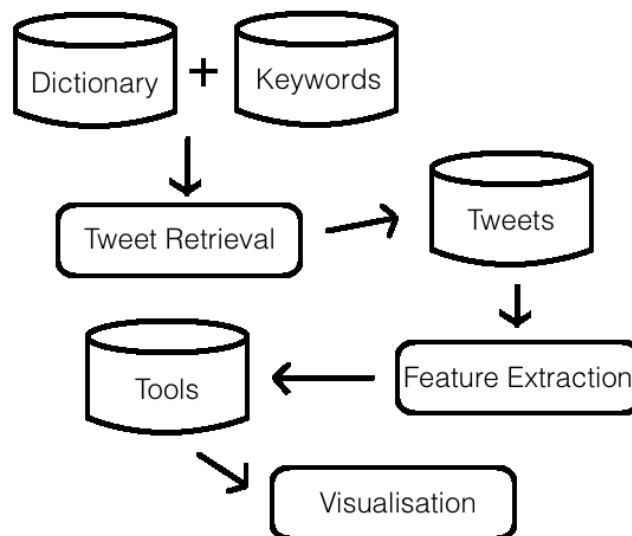 Dictionary + Keywords
Tweet Retrieval
Tweets
Feature Extraction
Tools
Visualisation